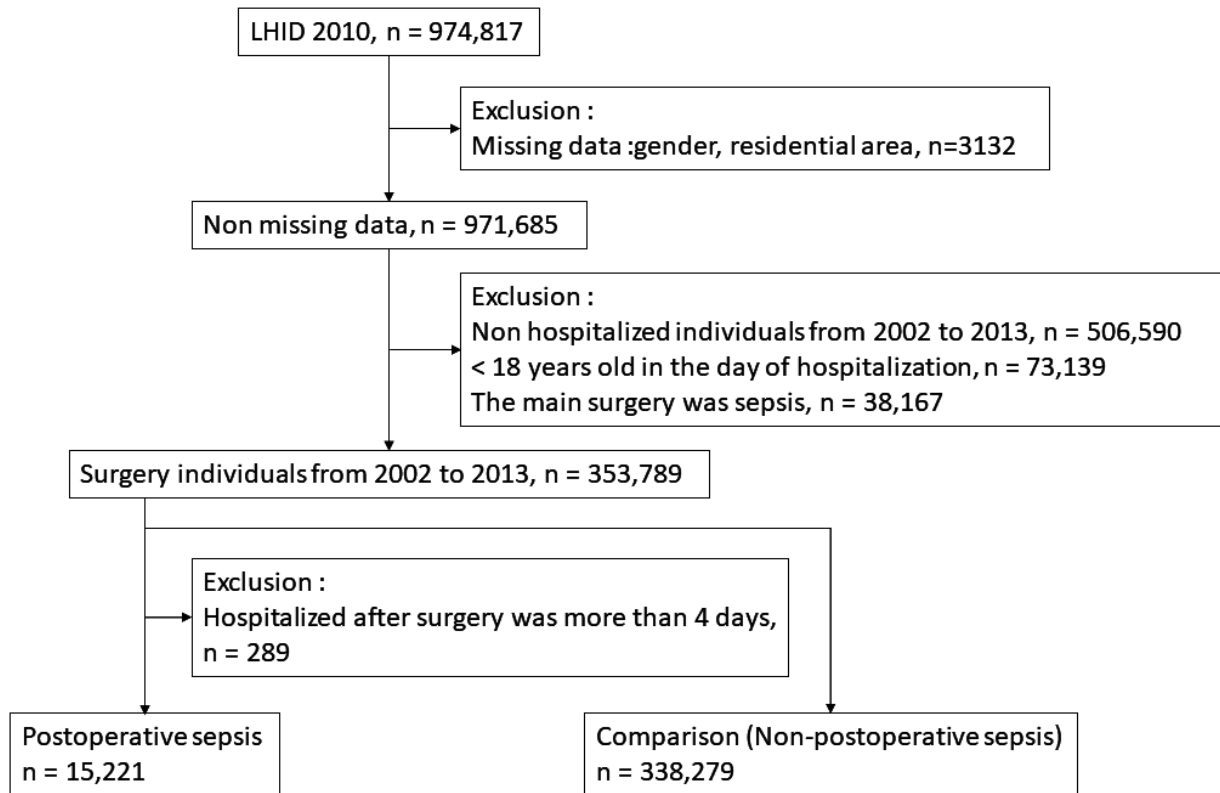 LHID 2010, n = 974,817
Exclusion :
Missing data :gender, residential area, n=3132
Non missing data, n = 971,685
Exclusion :
Non hospitalized individuals from 2002 to 2013, n = 506,590
< 18 years old in the day of hospitalization, n = 73,139
The main surgery was sepsis, n = 38,167
Surgery individuals from 2002 to 2013, n = 353,789
Exclusion :
Hospitalized after surgery was more than 4 days,
n = 289
Postoperative sepsis
n = 15,221
Comparison (Non-postoperative sepsis)
n = 338,279